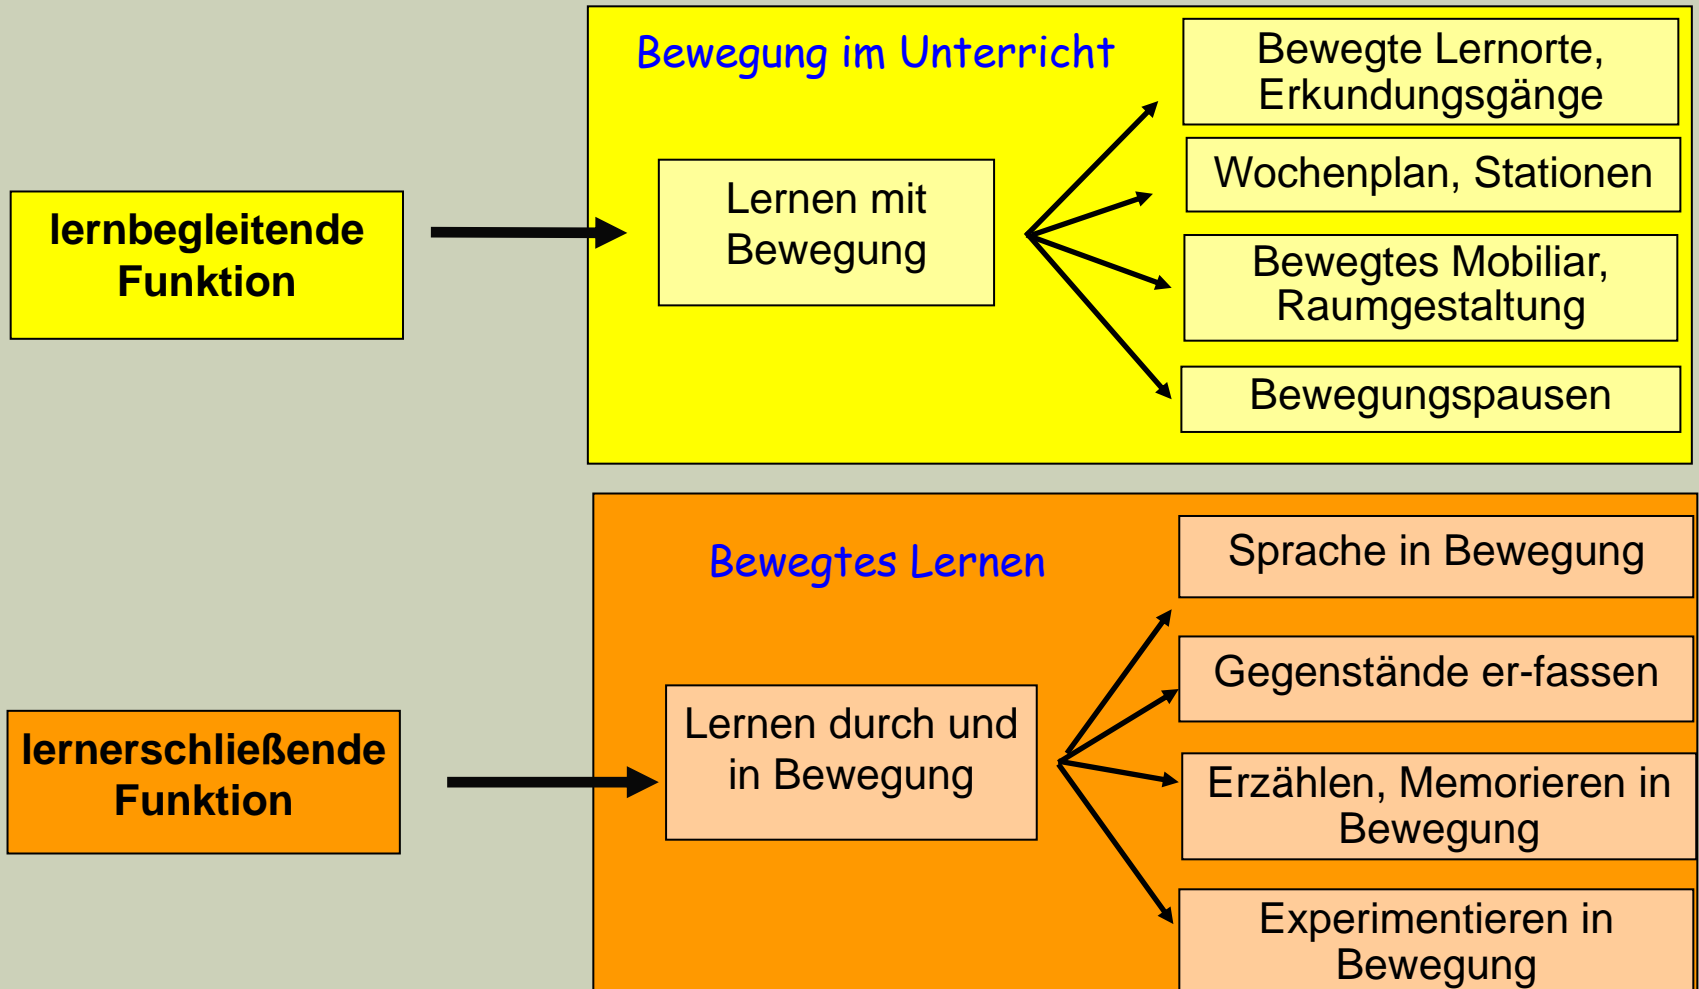 Bewegung im Unterricht
lernbegleitende
Funktion
Lernen mit
Bewegung
Bewegte Lernorte,
Erkundungsgänge
Wochenplan, Stationen
Bewegtes Mobiliar,
Raumgestaltung
Bewegungspausen
Bewegtes Lernen
lernerschließende
Funktion
Lernen durch und
in Bewegung
Sprache in Bewegung
Gegenstände er-fassen
Erzählen, Memorieren in
Bewegung
Experimentieren in
Bewegung